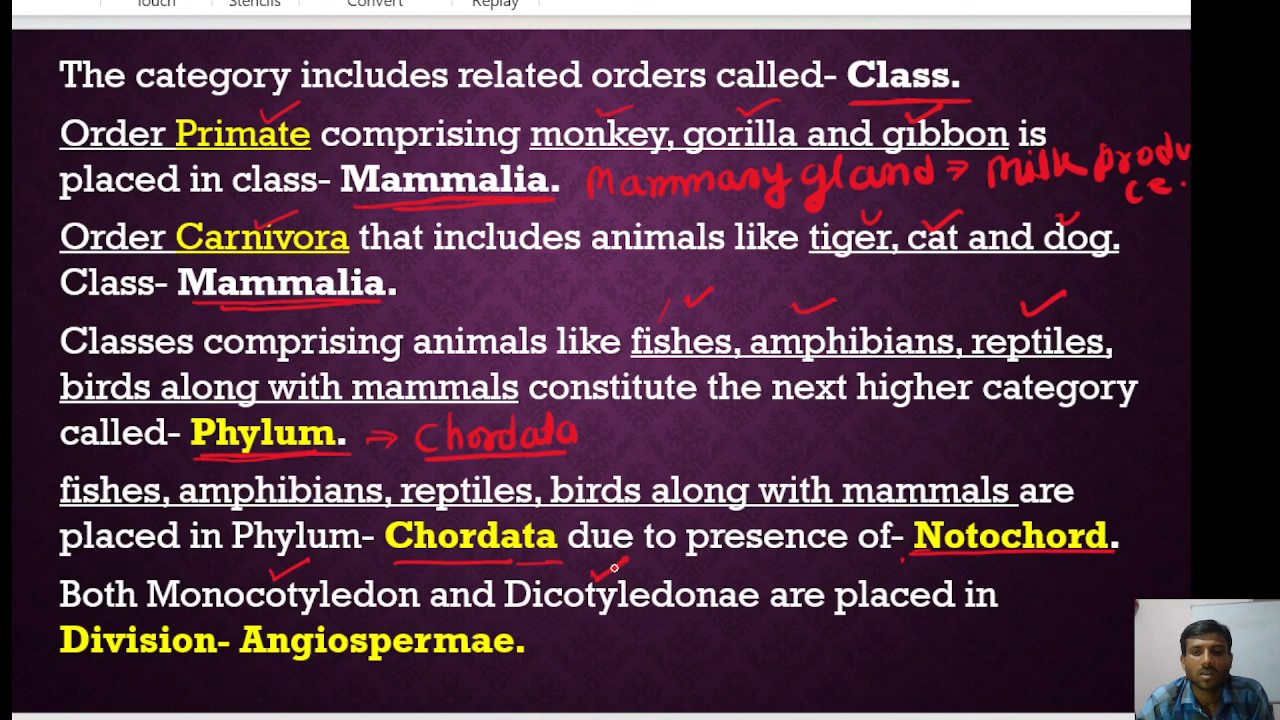 Touch Stencils Convert Replay
The category includes related orders called- Class.
Order Primate comprising monkey, gorilla and gibbon is
placed in class- Mammalia. Mammary gland → Milk produ
ce.
Order Carnivora that includes animals like tiger, cat and dog.
Class- Mammalia.
Classes comprising animals like fishes, amphibians, reptiles,
birds along with mammals constitute the next higher category
called- Phylum. → Chordata
fishes, amphibians, reptiles, birds along with mammals are
placed in Phylum- Chordata due to presence of- Notochord.
Both Monocotyledon and Dicotyledonae are placed in
Division- Angiospermae.